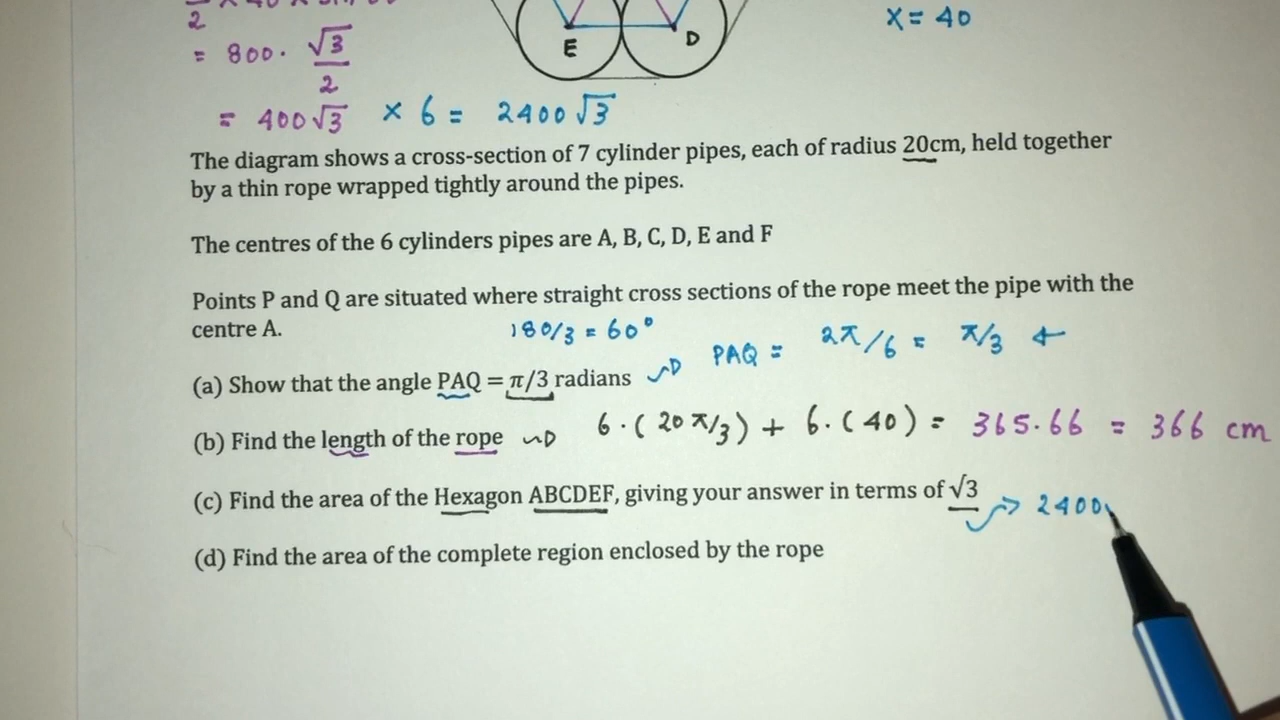 2
= 800 · √3
2
E
D
x = 40
= 400√3 × 6 = 2400√3
The diagram shows a cross-section of 7 cylinder pipes, each of radius 20cm, held together
by a thin rope wrapped tightly around the pipes.
The centres of the 6 cylinders pipes are A, B, C, D, E and F
Points P and Q are situated where straight cross sections of the rope meet the pipe with the
centre A.
180/3 = 60°
PAQ = 2π/6 = π/3 ←
(a) Show that the angle PAQ = π/3 radians
(b) Find the length of the rope
6·(20π/3) + 6·(40) = 365.66 = 366 cm
(c) Find the area of the Hexagon ABCDEF, giving your answer in terms of √3
→ 2400
(d) Find the area of the complete region enclosed by the rope